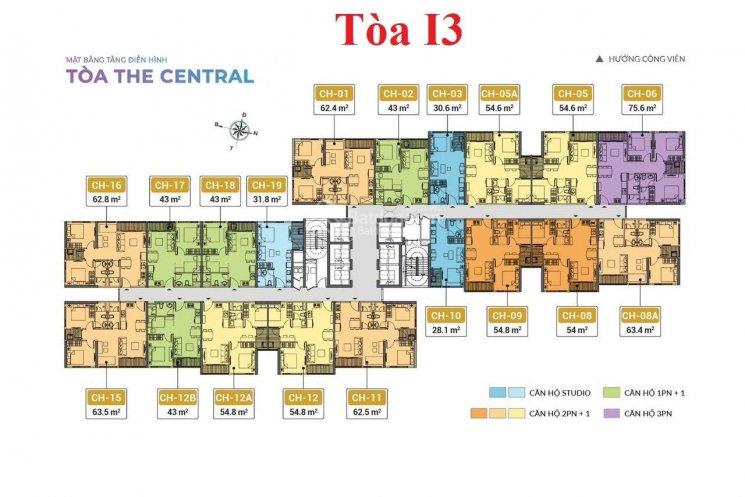 Tòa I3
MẶT BẰNG TẦNG ĐIỂN HÌNH
TÒA THE CENTRAL
HƯỚNG CÔNG VIÊN
CH-01
62.4 m²
CH-02
43 m²
CH-03
30.6 m²
CH-05A
54.6 m²
CH-05
54.6 m²
CH-06
75.6 m²
Đ
B
N
T
CH-16
62.8 m²
CH-17
43 m²
CH-18
43 m²
CH-19
31.8 m²
CH-10
28.1 m²
CH-09
54.8 m²
CH-08
54 m²
CH-08A
63.4 m²
CH-15
63.5 m²
CH-12B
43 m²
CH-12A
54.8 m²
CH-12
54.8 m²
CH-11
62.5 m²
CĂN HỘ STUDIO
CĂN HỘ 1PN + 1
CĂN HỘ 2PN + 1
CĂN HỘ 3PN